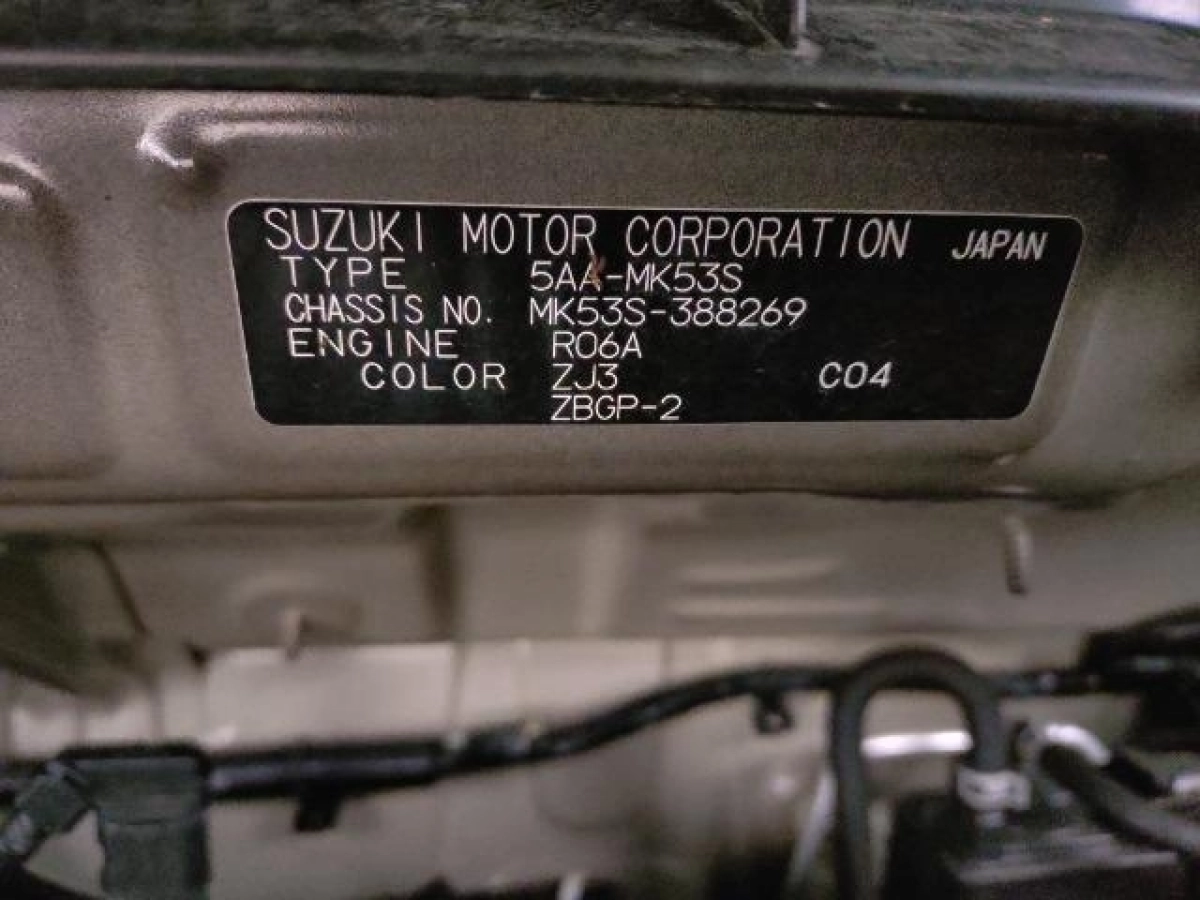 SUZUKI MOTOR CORPORATION JAPAN
TYPE 5AA-MK53S
CHASSIS NO. MK53S-388269
ENGINE R06A
COLOR ZJ3 C04
ZBGP-2